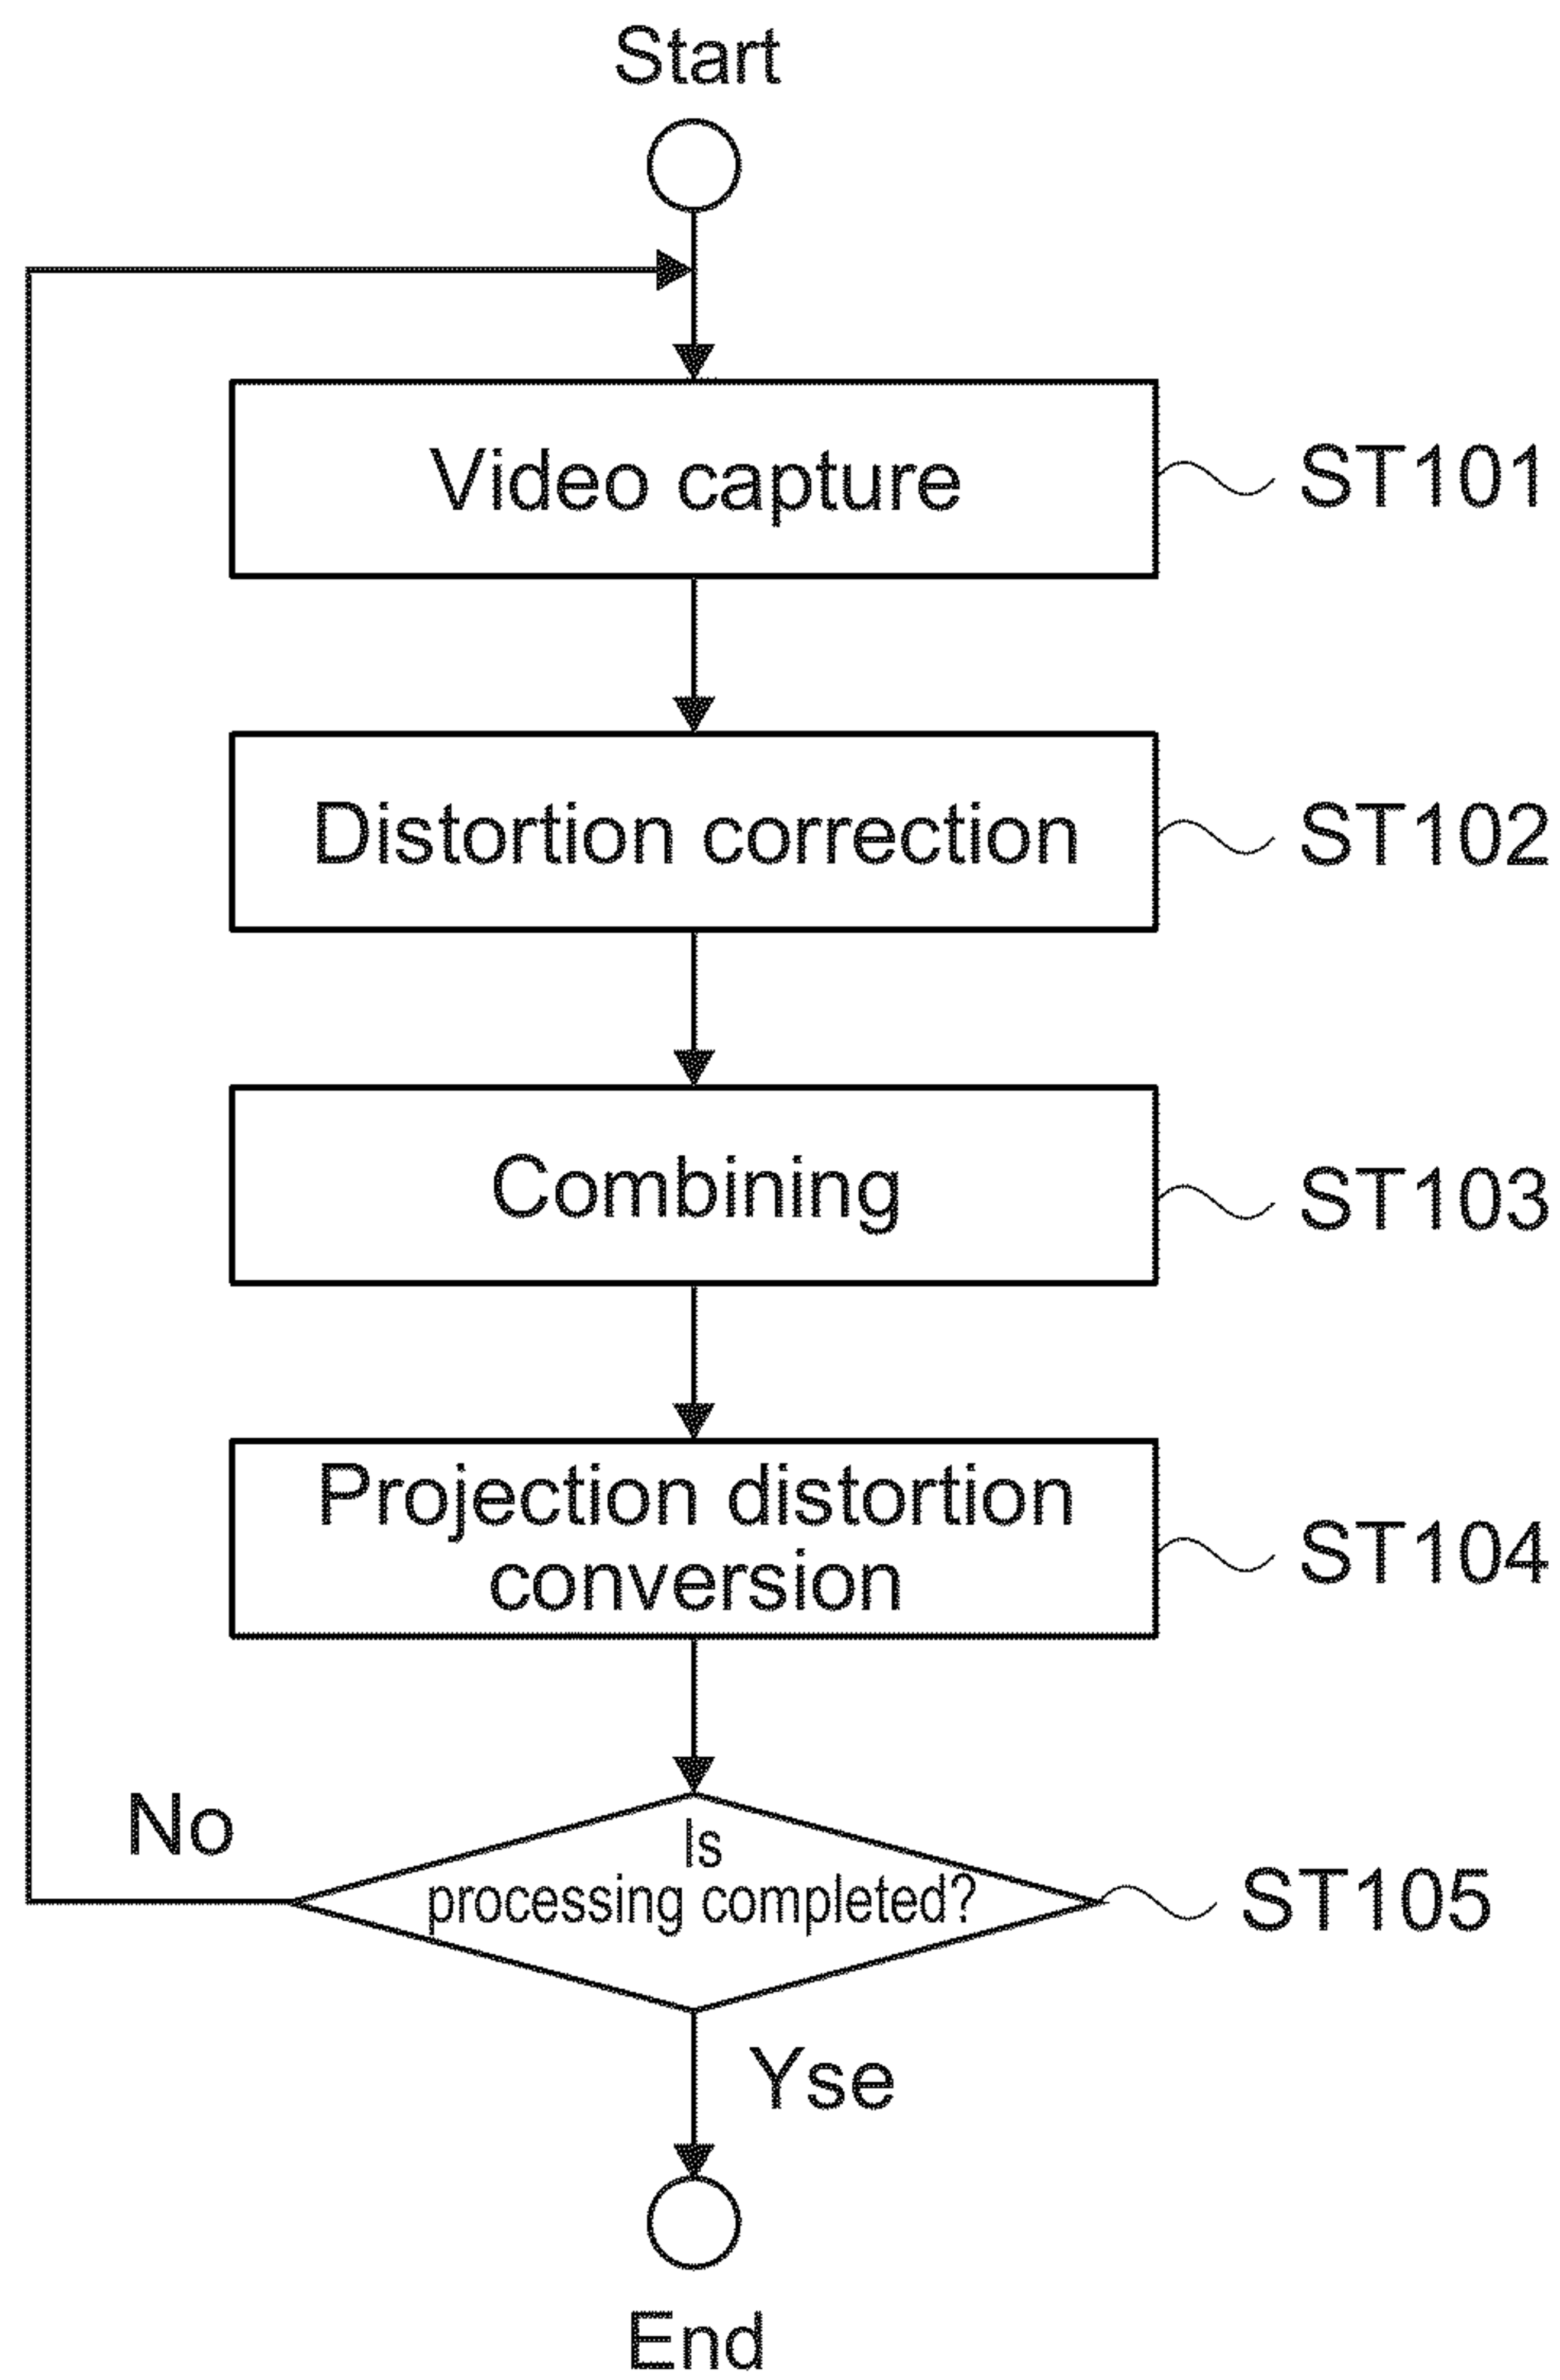 Start
Video capture
ST101
Distortion correction
ST102
Combining
ST103
Projection distortion
conversion
ST104
No
Is
processing completed?
ST105
Yse
End